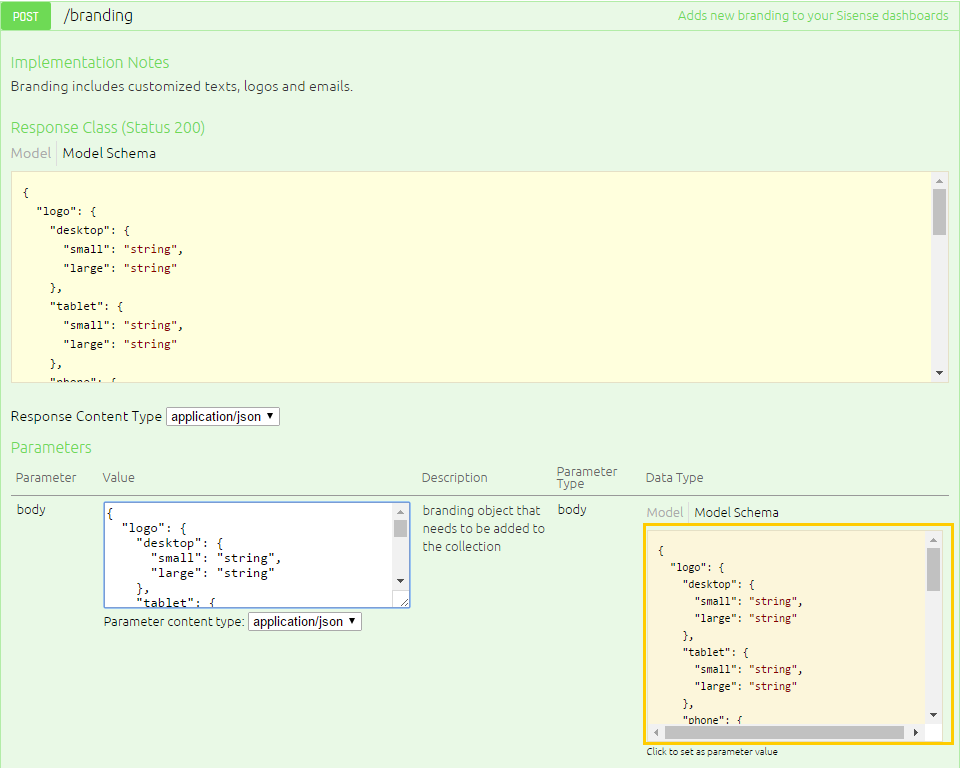 POST /branding Adds new branding to your Sisense dashboards
Implementation Notes
Branding includes customized texts, logos and emails.
Response Class (Status 200)
Model Model Schema
{
"logo": {
"desktop": {
"small": "string",
"large": "string"
},
"tablet": {
"small": "string",
"large": "string"
},
"phone": {
Response Content Type application/json
Parameters
Parameter Value Description Parameter Type Data Type
body
{
"logo": {
"desktop": {
"small": "string",
"large": "string"
},
"tablet": {
Parameter content type: application/json
branding object that
needs to be added to
the collection
body
Model Model Schema
{
"logo": {
"desktop": {
"small": "string",
"large": "string"
},
"tablet": {
"small": "string",
"large": "string"
},
"phone": {
Click to set as parameter value